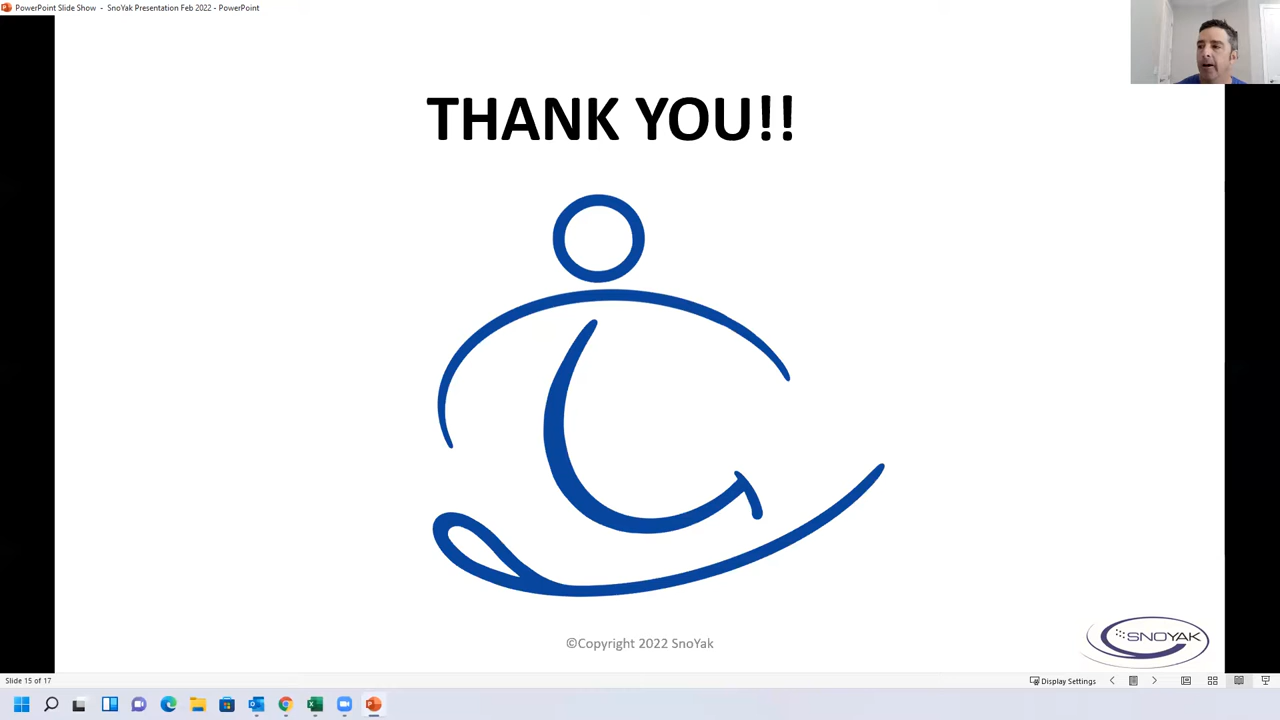 PowerPoint Slide Show - SnoYak Presentation Feb 2022 - PowerPoint
THANK YOU!!
©Copyright 2022 SnoYak
SNOYAK
Slide 15 of 17
Display Settings